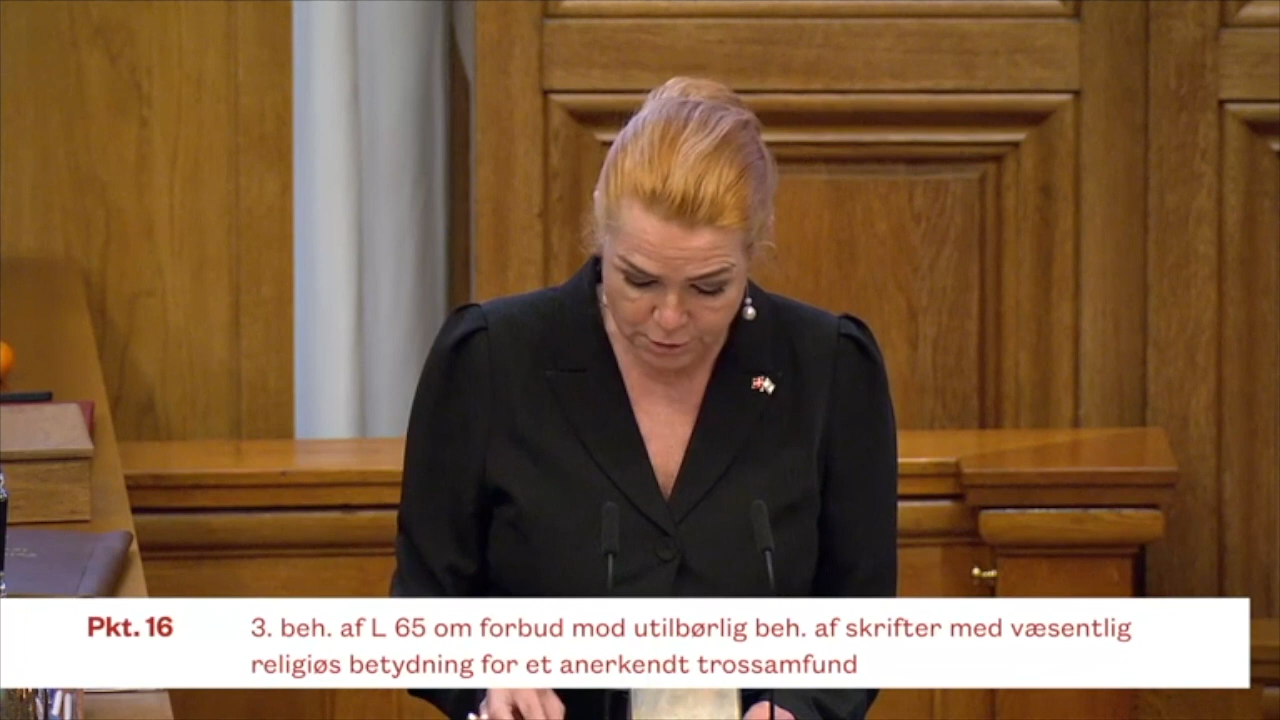 Pkt. 16
3. beh. af L 65 om forbud mod utilbørlig beh. af skrifter med væsentlig
religiøs betydning for et anerkendt trossamfund